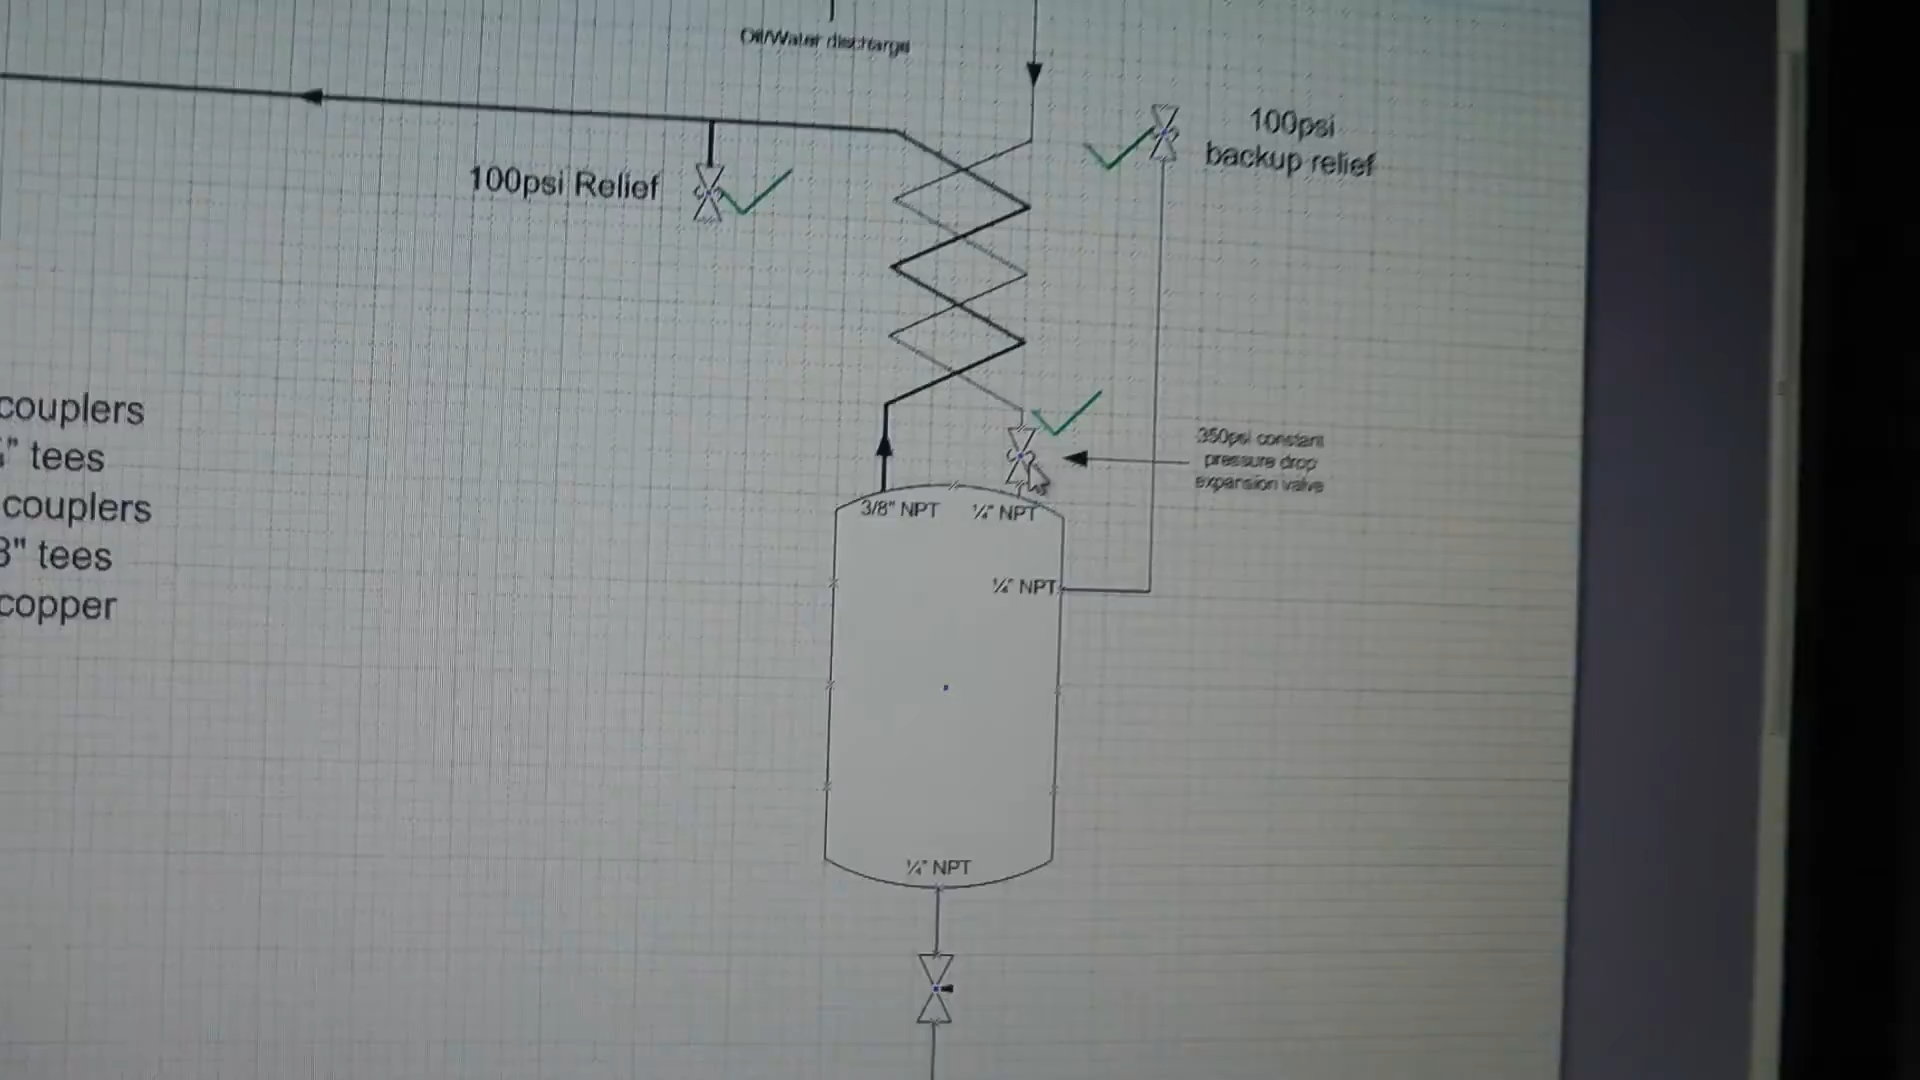 Oil/Water discharge
100psi
backup relief
100psi Relief
couplers
" tees
couplers
" tees
copper
350psi constant
pressure drop
expansion valve
3/8" NPT
¼" NPT
¼" NPT
¼" NPT